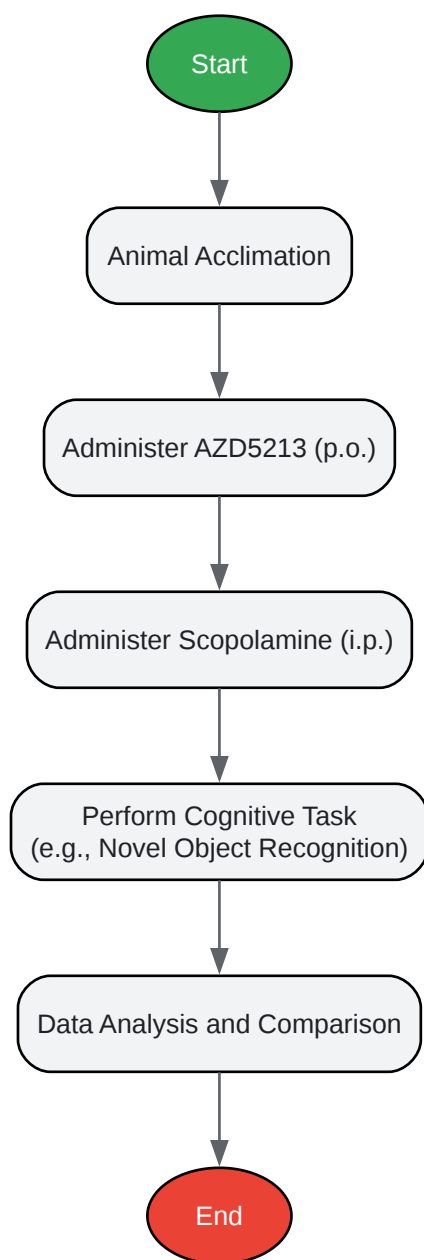 Start
Animal Acclimation
Administer AZD5213 (p.o.)
Administer Scopolamine (i.p.)
Perform Cognitive Task
(e.g., Novel Object Recognition)
Data Analysis and Comparison
End